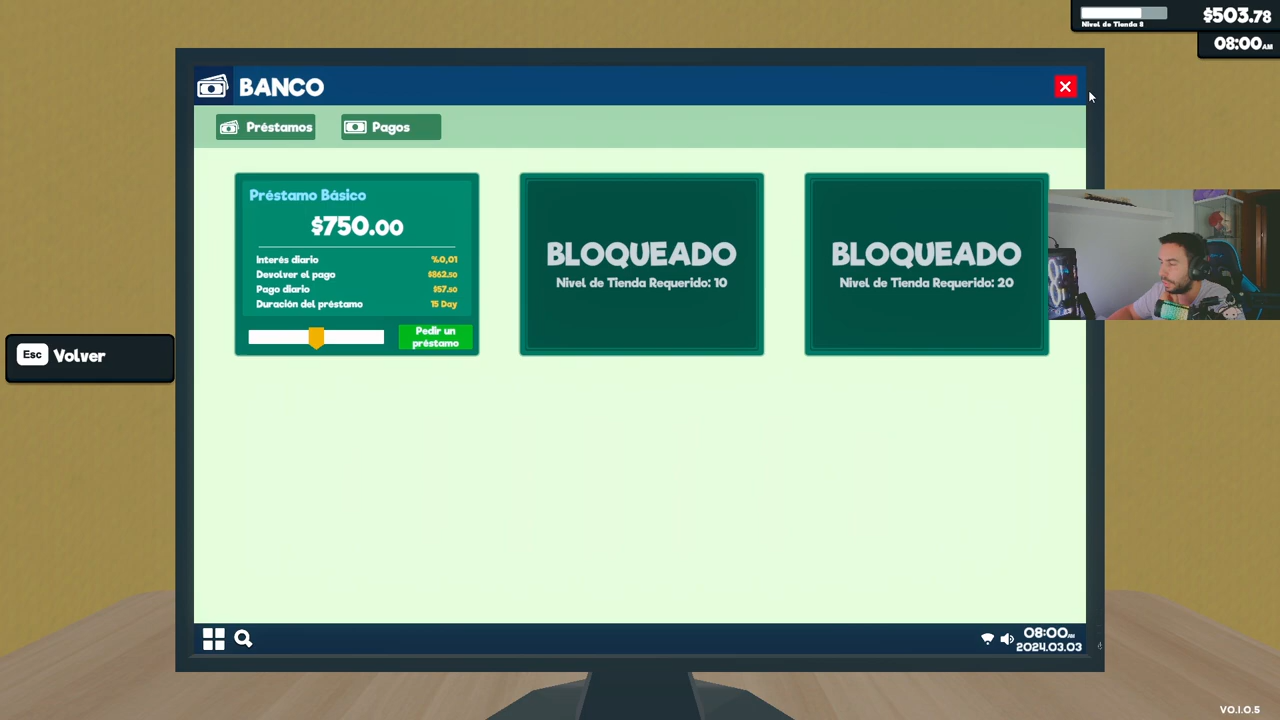 $503.78
Nivel de Tienda 8
08:00AM
BANCO
Préstamos
Pagos
Préstamo Básico
$750.00
Interés diario %0,01
Devolver el pago $862.50
Pago diario $57.50
Duración del préstamo 15 Day
Pedir un
préstamo
BLOQUEADO
Nivel de Tienda Requerido: 10
BLOQUEADO
Nivel de Tienda Requerido: 20
Esc Volver
08:00AM
2024.03.03
V0.1.0.5